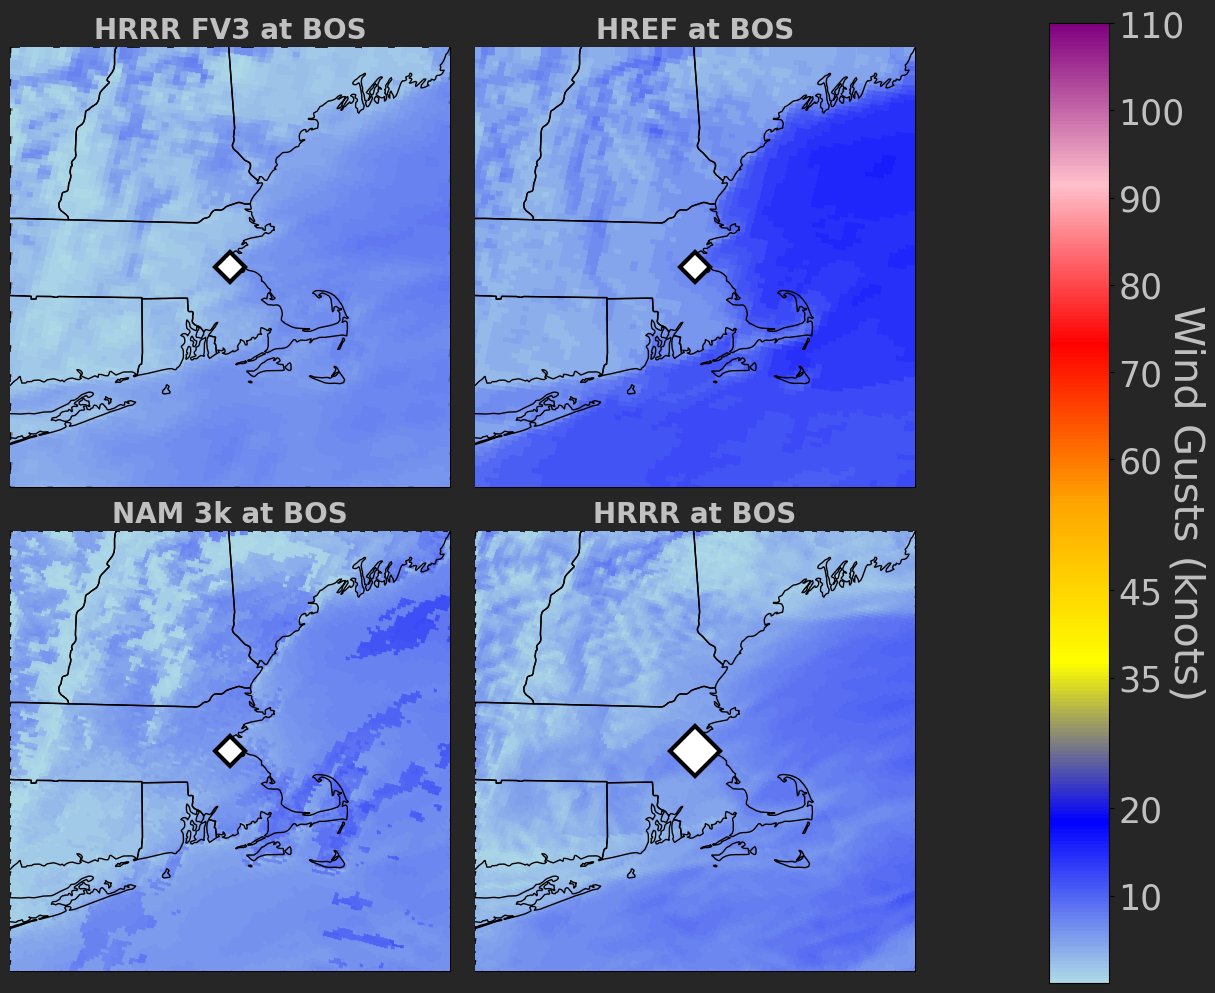 HRRR FV3 at BOS
HREF at BOS
NAM 3k at BOS
HRRR at BOS
110
100
90
80
70
60
45
35
20
10
Wind Gusts (knots)